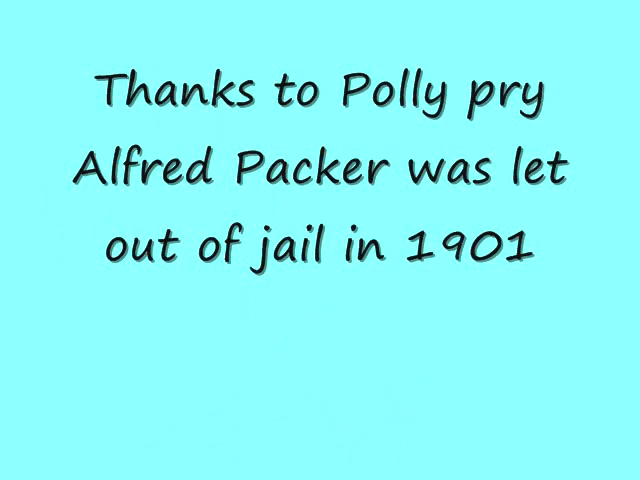 Thanks to Polly pry
Alfred Packer was let
out of jail in 1901